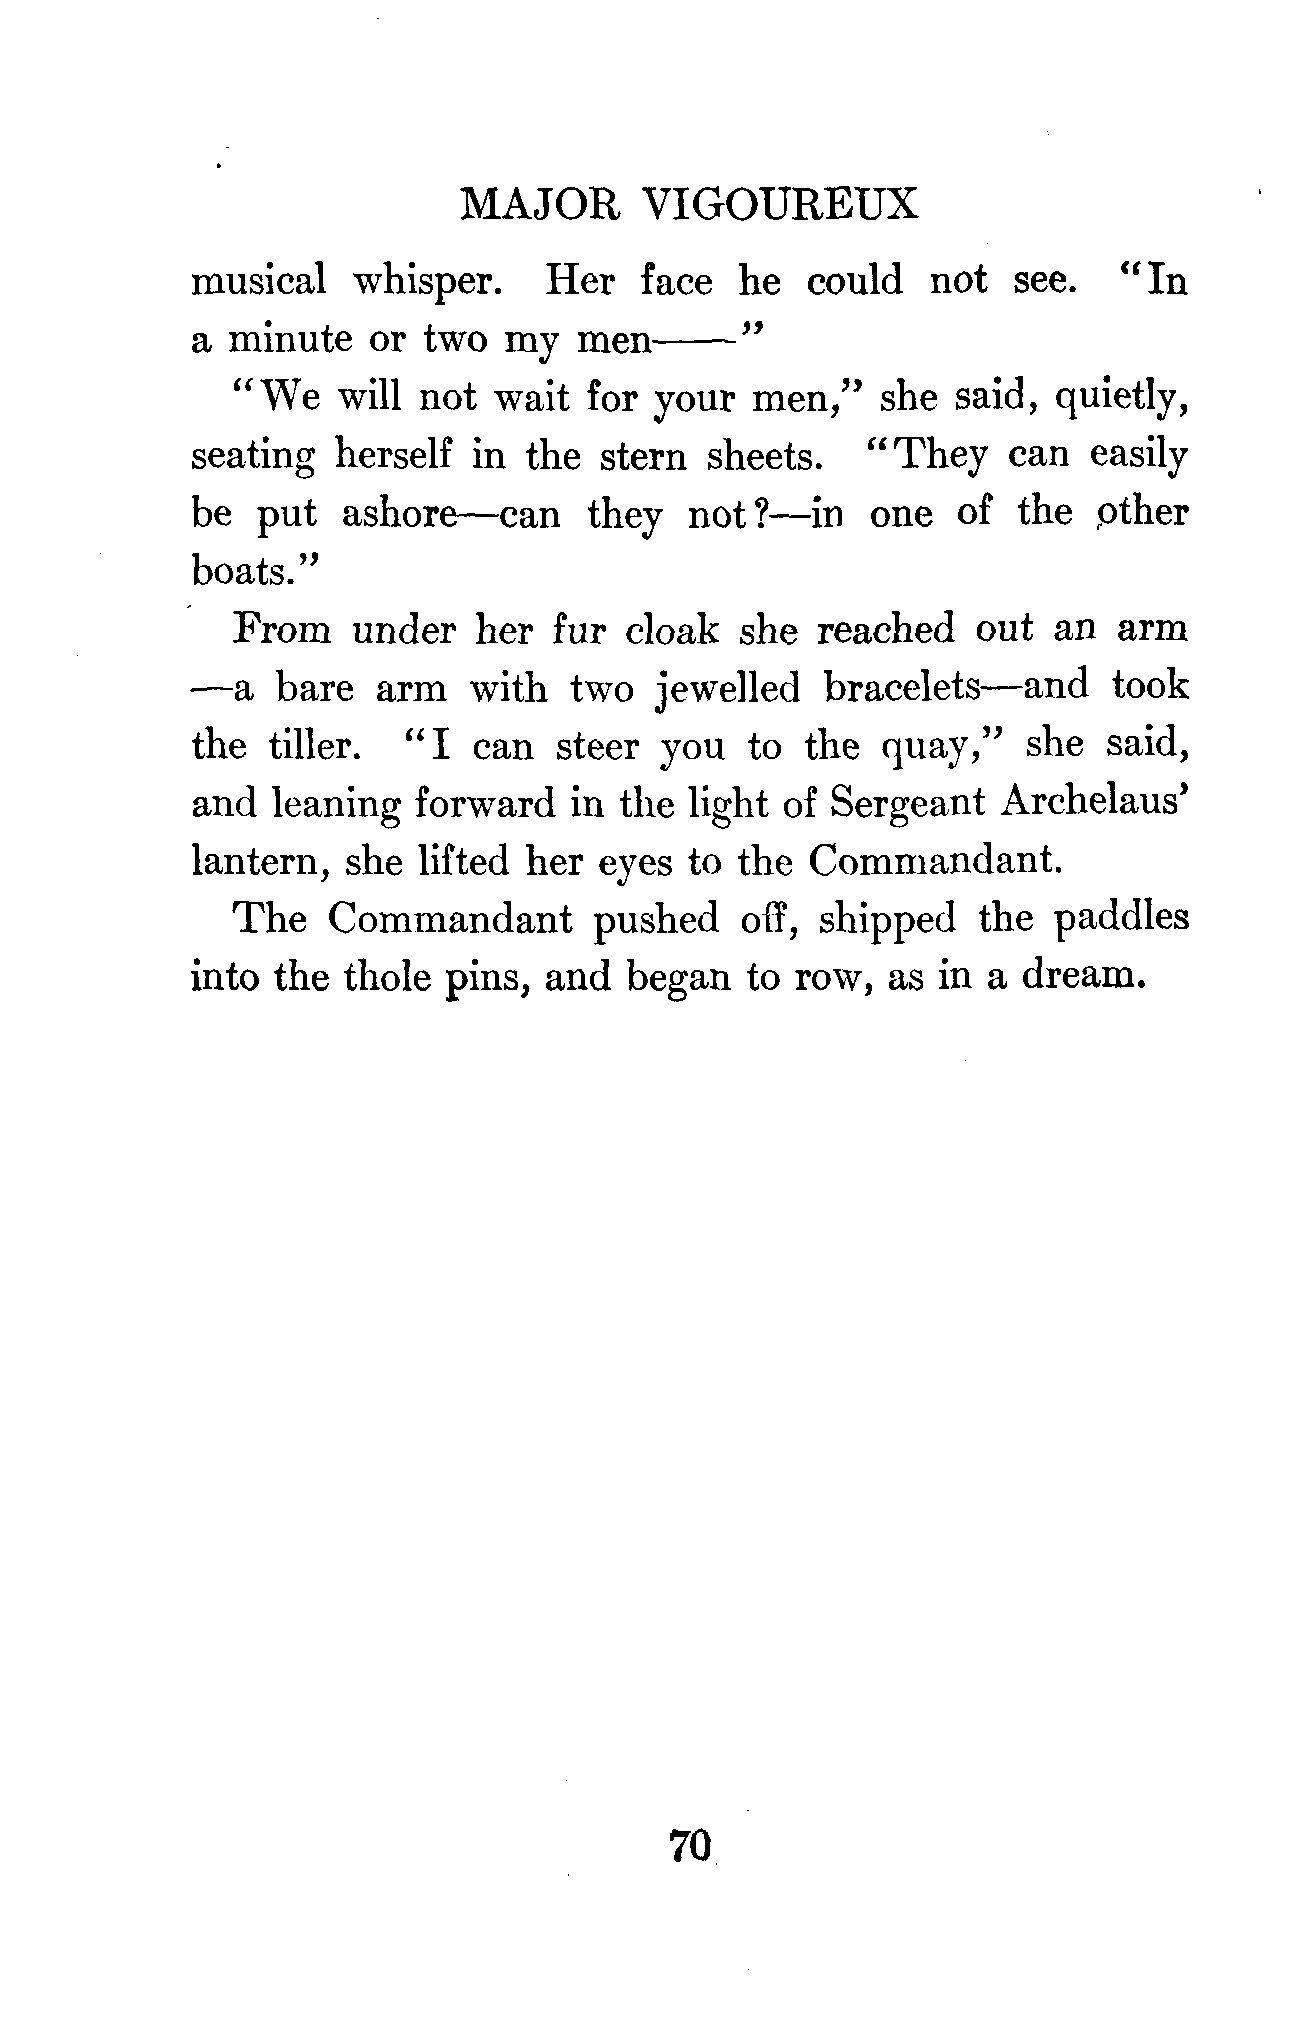 MAJOR VIGOUREUX
musical whisper. Her face he could not see. "In
a minute or two my men——"
"We will not wait for your men," she said, quietly,
seating herself in the stern sheets. "They can easily
be put ashore—can they not?—in one of the other
boats."
From under her fur cloak she reached out an arm
—a bare arm with two jewelled bracelets—and took
the tiller. "I can steer you to the quay," she said,
and leaning forward in the light of Sergeant Archelaus'
lantern, she lifted her eyes to the Commandant.
The Commandant pushed off, shipped the paddles
into the thole pins, and began to row, as in a dream.
70